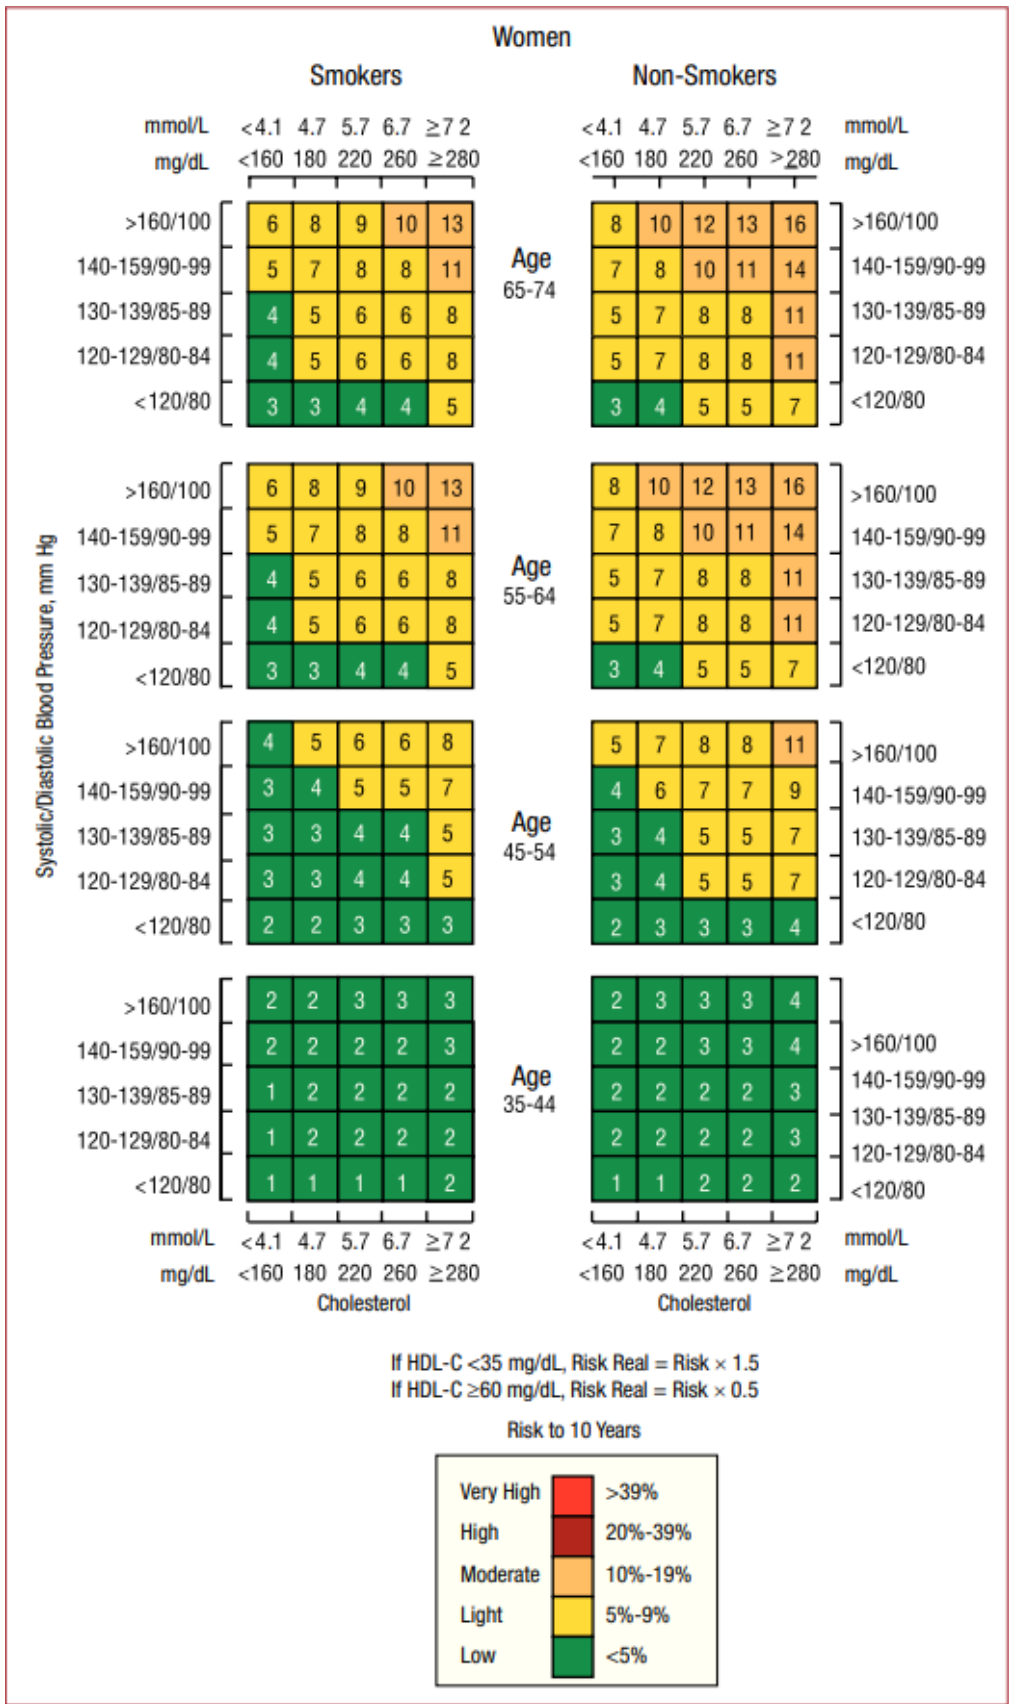 Women
Smokers Non-Smokers
mmol/L <4.1 4.7 5.7 6.7 ≥7 2 <4.1 4.7 5.7 6.7 ≥7 2 mmol/L
mg/dL <160 180 220 260 ≥280 <160 180 220 260 >280 mg/dL
Systolic/Diastolic Blood Pressure, mm Hg
>160/100 6 8 9 10 13 8 10 12 13 16 >160/100
Age
65-74
140-159/90-99 5 7 8 8 11 7 8 10 11 14 140-159/90-99
130-139/85-89 4 5 6 6 8 5 7 8 8 11 130-139/85-89
120-129/80-84 4 5 6 6 8 5 7 8 8 11 120-129/80-84
<120/80 3 3 4 4 5 3 4 5 5 7 <120/80
>160/100 6 8 9 10 13 8 10 12 13 16 >160/100
140-159/90-99 5 7 8 8 11 7 8 10 11 14 140-159/90-99
Age
55-64
130-139/85-89 4 5 6 6 8 5 7 8 8 11 130-139/85-89
120-129/80-84 4 5 6 6 8 5 7 8 8 11 120-129/80-84
<120/80 3 3 4 4 5 3 4 5 5 7 <120/80
>160/100 4 5 6 6 8 5 7 8 8 11 >160/100
140-159/90-99 3 4 5 5 7 4 6 7 7 9 140-159/90-99
Age
45-54
130-139/85-89 3 3 4 4 5 3 4 5 5 7 130-139/85-89
120-129/80-84 3 3 4 4 5 3 4 5 5 7 120-129/80-84
<120/80 2 2 3 3 3 2 3 3 3 4 <120/80
>160/100 2 2 3 3 3 2 3 3 3 4 >160/100
140-159/90-99 2 2 2 2 3 2 2 3 3 4 140-159/90-99
Age
35-44
130-139/85-89 1 2 2 2 2 2 2 2 2 3 130-139/85-89
120-129/80-84 1 2 2 2 2 2 2 2 2 3 120-129/80-84
<120/80 1 1 1 1 2 1 1 2 2 2 <120/80
mmol/L <4.1 4.7 5.7 6.7 ≥7 2 <4.1 4.7 5.7 6.7 ≥7 2 mmol/L
mg/dL <160 180 220 260 ≥280 <160 180 220 260 ≥280 mg/dL
Cholesterol Cholesterol
If HDL-C <35 mg/dL, Risk Real = Risk × 1.5
If HDL-C ≥60 mg/dL, Risk Real = Risk × 0.5
Risk to 10 Years
Very High >39%
High 20%-39%
Moderate 10%-19%
Light 5%-9%
Low <5%